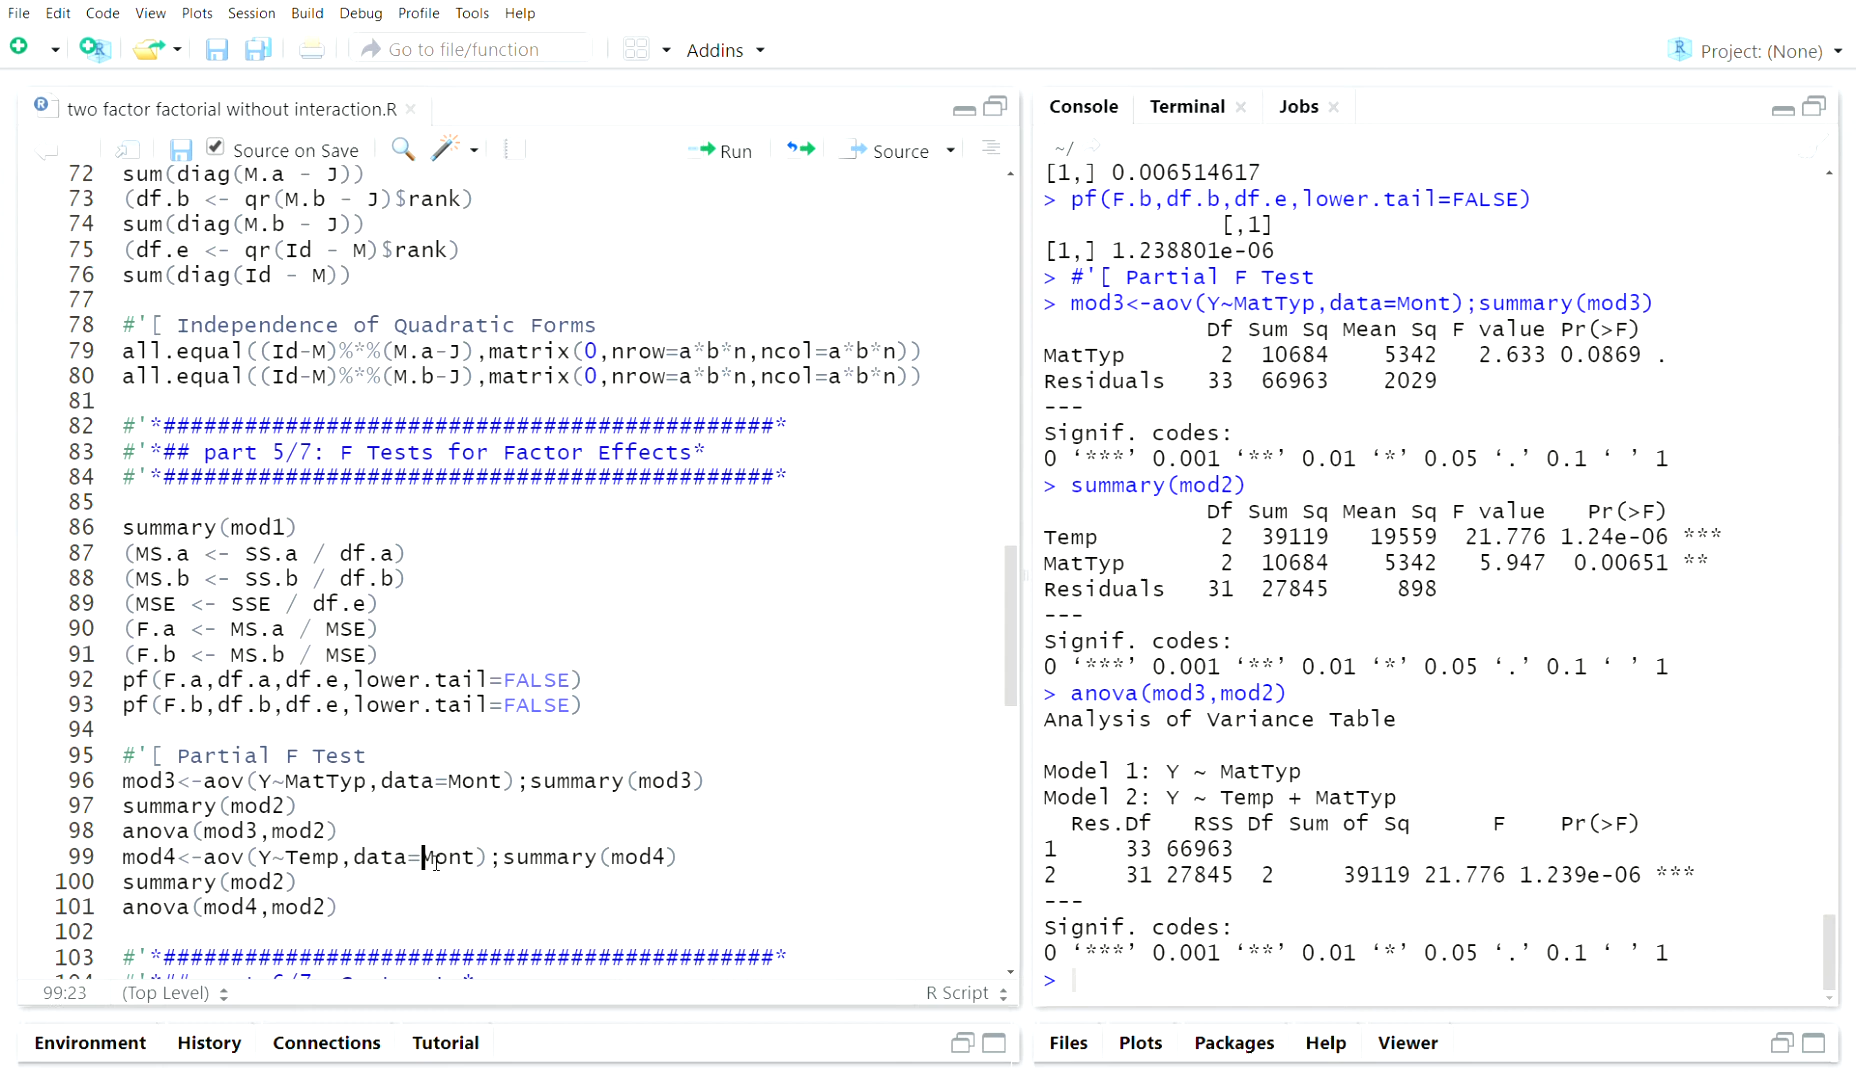 File Edit Code View Plots Session Build Debug Profile Tools Help
Go to file/function Addins Project: (None)
two factor factorial without interaction.R
Source on Save Run Source
72 sum(diag(M.a - J))
73 (df.b <- qr(M.b - J)$rank)
74 sum(diag(M.b - J))
75 (df.e <- qr(Id - M)$rank)
76 sum(diag(Id - M))
77
78 #'[ Independence of Quadratic Forms
79 all.equal((Id-M)%*%(M.a-J),matrix(0,nrow=a*b*n,ncol=a*b*n))
80 all.equal((Id-M)%*%(M.b-J),matrix(0,nrow=a*b*n,ncol=a*b*n))
81
82 #'*#############################################*
83 #'*## part 5/7: F Tests for Factor Effects*
84 #'*#############################################*
85
86 summary(mod1)
87 (MS.a <- SS.a / df.a)
88 (MS.b <- SS.b / df.b)
89 (MSE <- SSE / df.e)
90 (F.a <- MS.a / MSE)
91 (F.b <- MS.b / MSE)
92 pf(F.a,df.a,df.e,lower.tail=FALSE)
93 pf(F.b,df.b,df.e,lower.tail=FALSE)
94
95 #'[ Partial F Test
96 mod3<-aov(Y~MatTyp,data=Mont);summary(mod3)
97 summary(mod2)
98 anova(mod3,mod2)
99 mod4<-aov(Y~Temp,data=Mont);summary(mod4)
100 summary(mod2)
101 anova(mod4,mod2)
102
103 #'*#############################################*
99:23 (Top Level) R Script
Environment History Connections Tutorial
Console Terminal Jobs
~/
[1,] 0.006514617
> pf(F.b,df.b,df.e,lower.tail=FALSE)
[,1]
[1,] 1.238801e-06
> #'[ Partial F Test
> mod3<-aov(Y~MatTyp,data=Mont);summary(mod3)
Df Sum Sq Mean Sq F value Pr(>F)
MatTyp 2 10684 5342 2.633 0.0869 .
Residuals 33 66963 2029
---
Signif. codes:
0 ‘***’ 0.001 ‘**’ 0.01 ‘*’ 0.05 ‘.’ 0.1 ‘ ’ 1
> summary(mod2)
Df Sum Sq Mean Sq F value Pr(>F)
Temp 2 39119 19559 21.776 1.24e-06 ***
MatTyp 2 10684 5342 5.947 0.00651 **
Residuals 31 27845 898
---
Signif. codes:
0 ‘***’ 0.001 ‘**’ 0.01 ‘*’ 0.05 ‘.’ 0.1 ‘ ’ 1
> anova(mod3,mod2)
Analysis of Variance Table

Model 1: Y ~ MatTyp
Model 2: Y ~ Temp + MatTyp
Res.Df RSS Df Sum of Sq F Pr(>F)
1 33 66963
2 31 27845 2 39119 21.776 1.239e-06 ***
---
Signif. codes:
0 ‘***’ 0.001 ‘**’ 0.01 ‘*’ 0.05 ‘.’ 0.1 ‘ ’ 1
>
Files Plots Packages Help Viewer